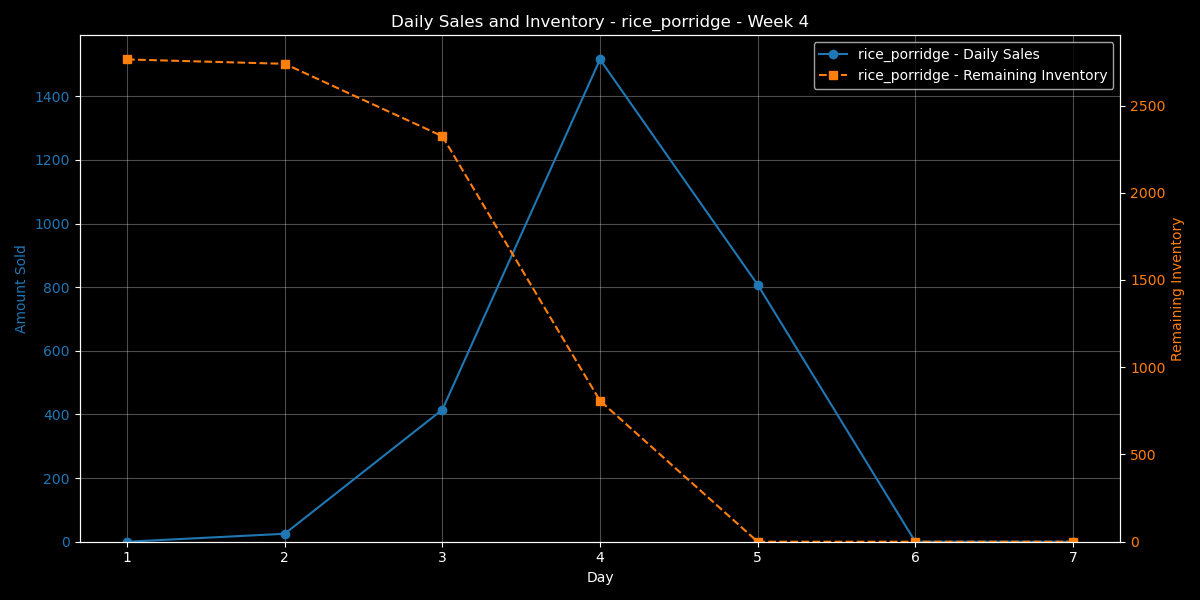 Daily Sales and Inventory - rice_porridge - Week 4
rice_porridge - Daily Sales
rice_porridge - Remaining Inventory
Amount Sold
1400
1200
1000
800
600
400
200
0
2500
2000
1500
1000
500
0
Remaining Inventory
1 2 3 4 5 6 7
Day